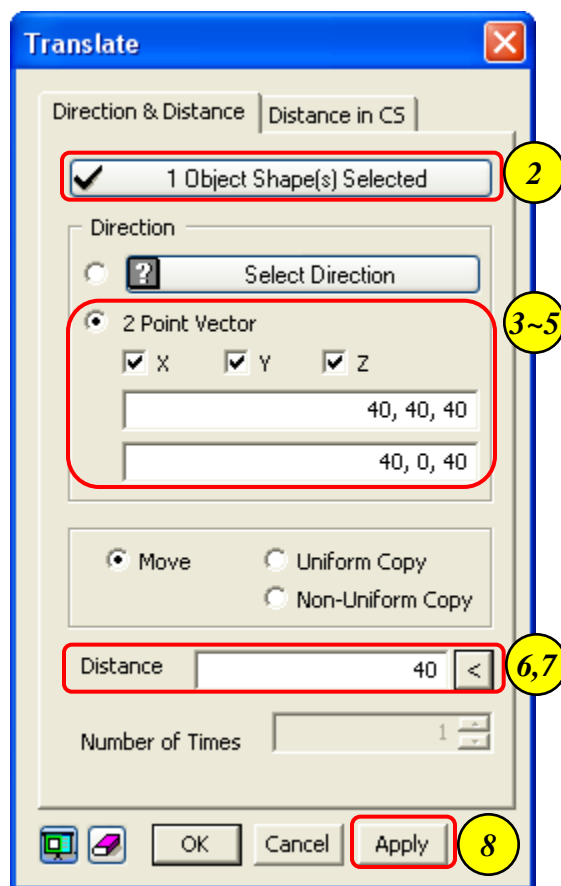 Translate
Direction & Distance
Distance in CS
1 Object Shape(s) Selected
2
Direction
? Select Direction
2 Point Vector
3~5
X Y Z
40, 40, 40
40, 0, 40
Move Uniform Copy
Non-Uniform Copy
Distance 40 < 6,7
Number of Times 1
OK Cancel Apply 8